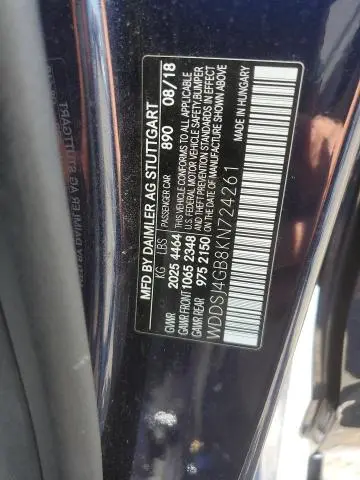 MFD BY DAIMLER AG STUTTGART
PASSENGER CAR 890 08/18
KG LBS
GVWR 2025 4464
GAWR FRONT 1065 2348
GAWR REAR 975 2150
THIS VEHICLE CONFORMS TO ALL APPLICABLE
U.S. FEDERAL MOTOR VEHICLE SAFETY, BUMPER
AND THEFT PREVENTION STANDARDS IN EFFECT
ON THE DATE OF MANUFACTURE SHOWN ABOVE
WDDSJ4GB8KN724261
MADE IN HUNGARY